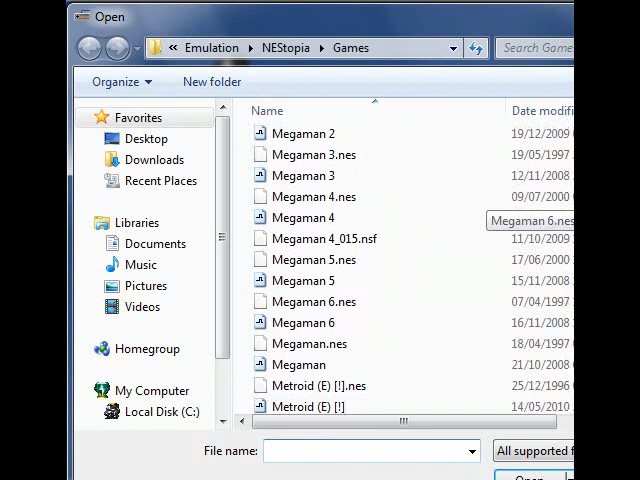 Open
« Emulation NEStopia Games Search Game
Organize New folder
Favorites
Desktop
Downloads
Recent Places
Libraries
Documents
Music
Pictures
Videos
Homegroup
My Computer
Local Disk (C:)
Name Date modifi
Megaman 2 19/12/2009
Megaman 3.nes 19/05/1997
Megaman 3 12/11/2008
Megaman 4.nes 09/07/2000
Megaman 4
Megaman 6.nes
Megaman 4_015.nsf 11/10/2009
Megaman 5.nes 17/06/2000
Megaman 5 15/11/2008
Megaman 6.nes 07/04/1997
Megaman 6 16/11/2008
Megaman.nes 18/04/1997
Megaman 21/10/2008
Metroid (E) [!].nes 25/12/1996
Metroid (E) [!] 14/05/2010
File name: All supported f
Open